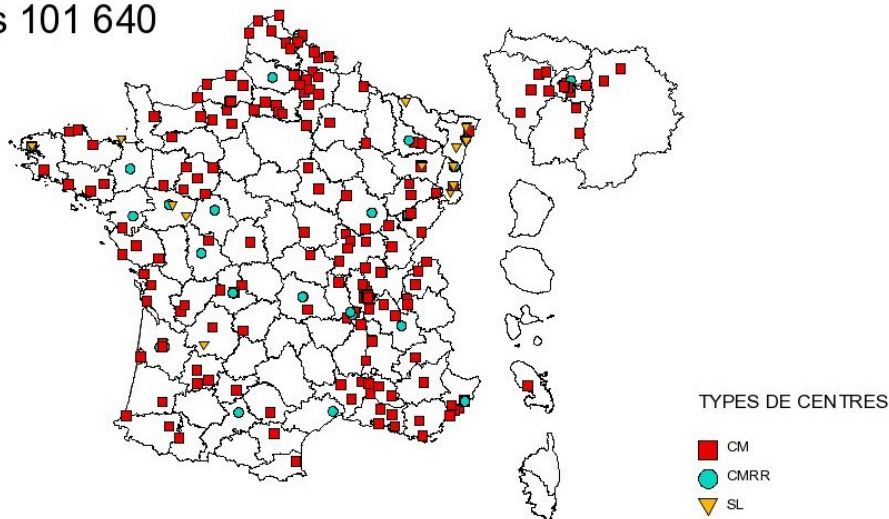 s 101 640
TYPES DE CENTRES
CM
CMRR
SL